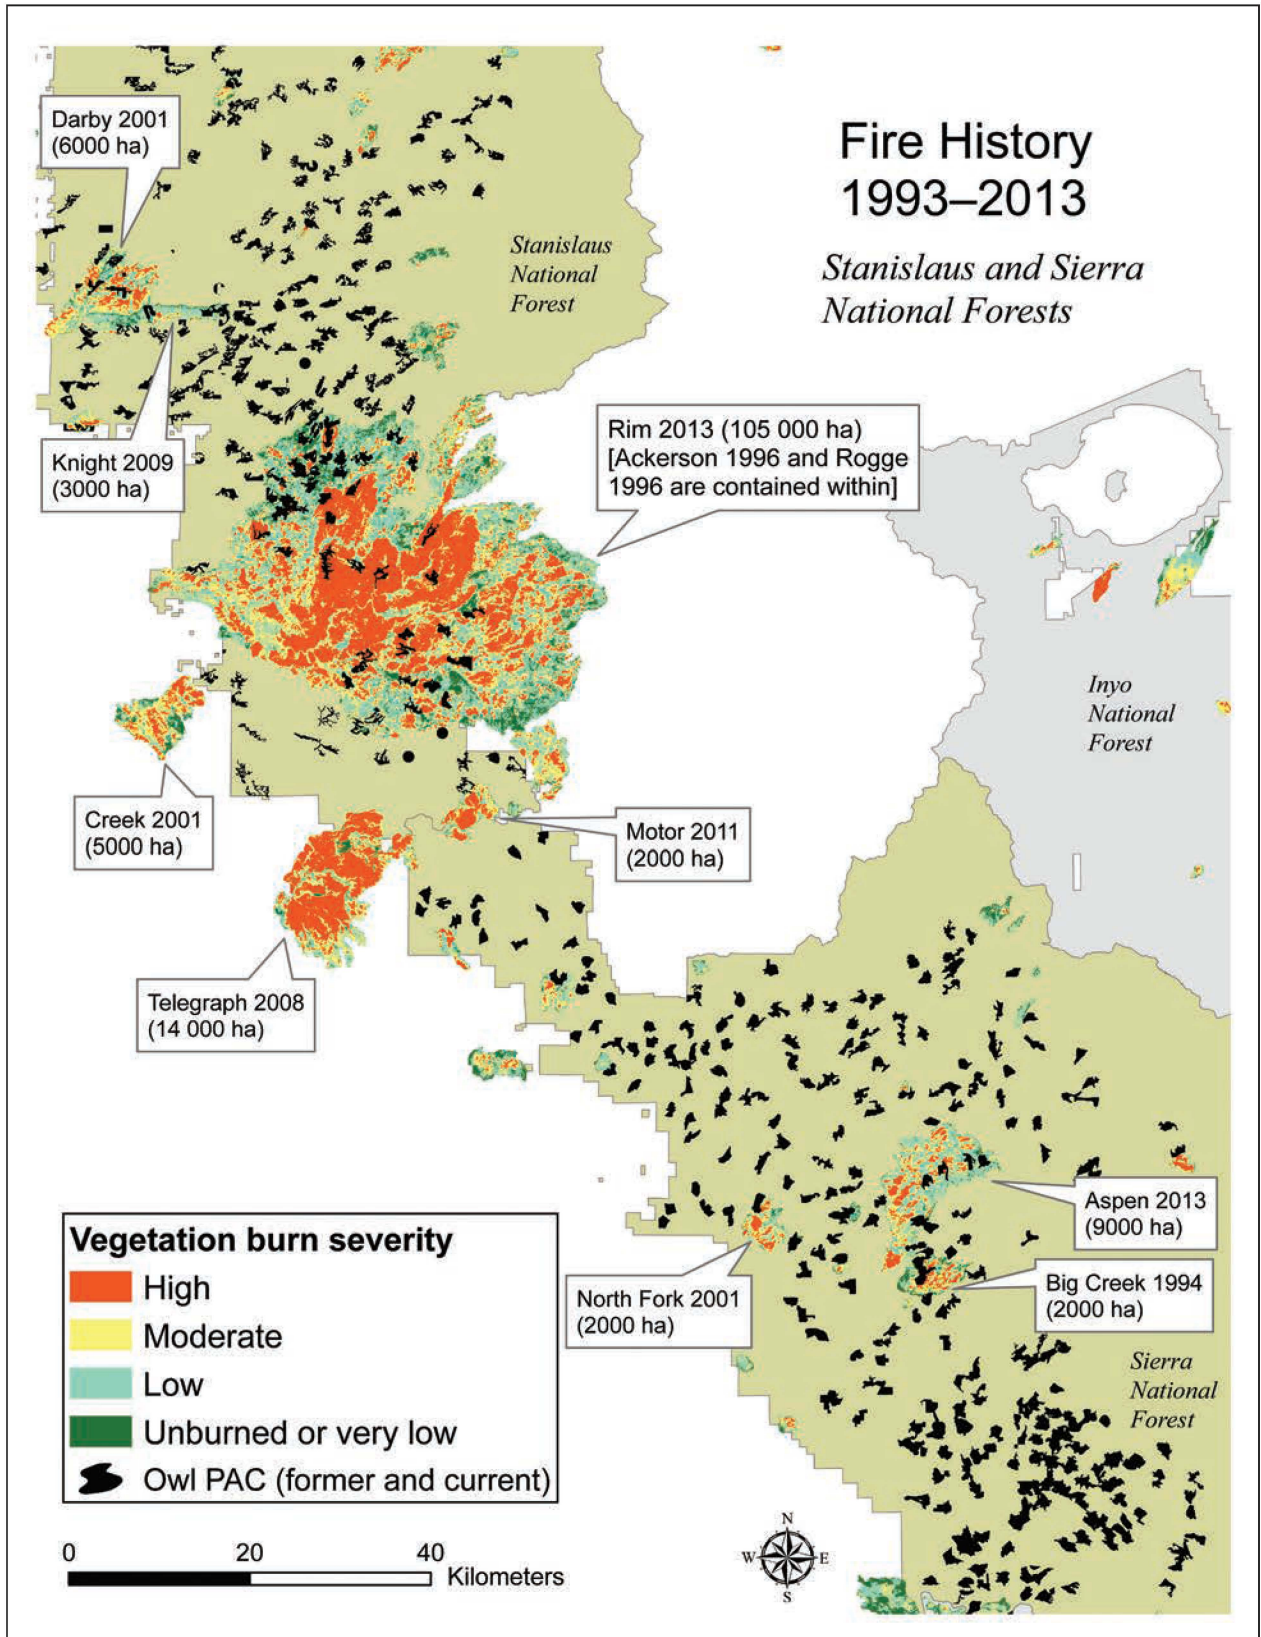 Fire History
1993–2013
Stanislaus and Sierra
National Forests
Darby 2001
(6000 ha)
Stanislaus
National
Forest
Knight 2009
(3000 ha)
Rim 2013 (105 000 ha)
[Ackerson 1996 and Rogge
1996 are contained within]
Inyo
National
Forest
Creek 2001
(5000 ha)
Motor 2011
(2000 ha)
Telegraph 2008
(14 000 ha)
Aspen 2013
(9000 ha)
North Fork 2001
(2000 ha)
Big Creek 1994
(2000 ha)
Sierra
National
Forest
Vegetation burn severity
High
Moderate
Low
Unburned or very low
Owl PAC (former and current)
0 20 40
Kilometers
N
W E
S